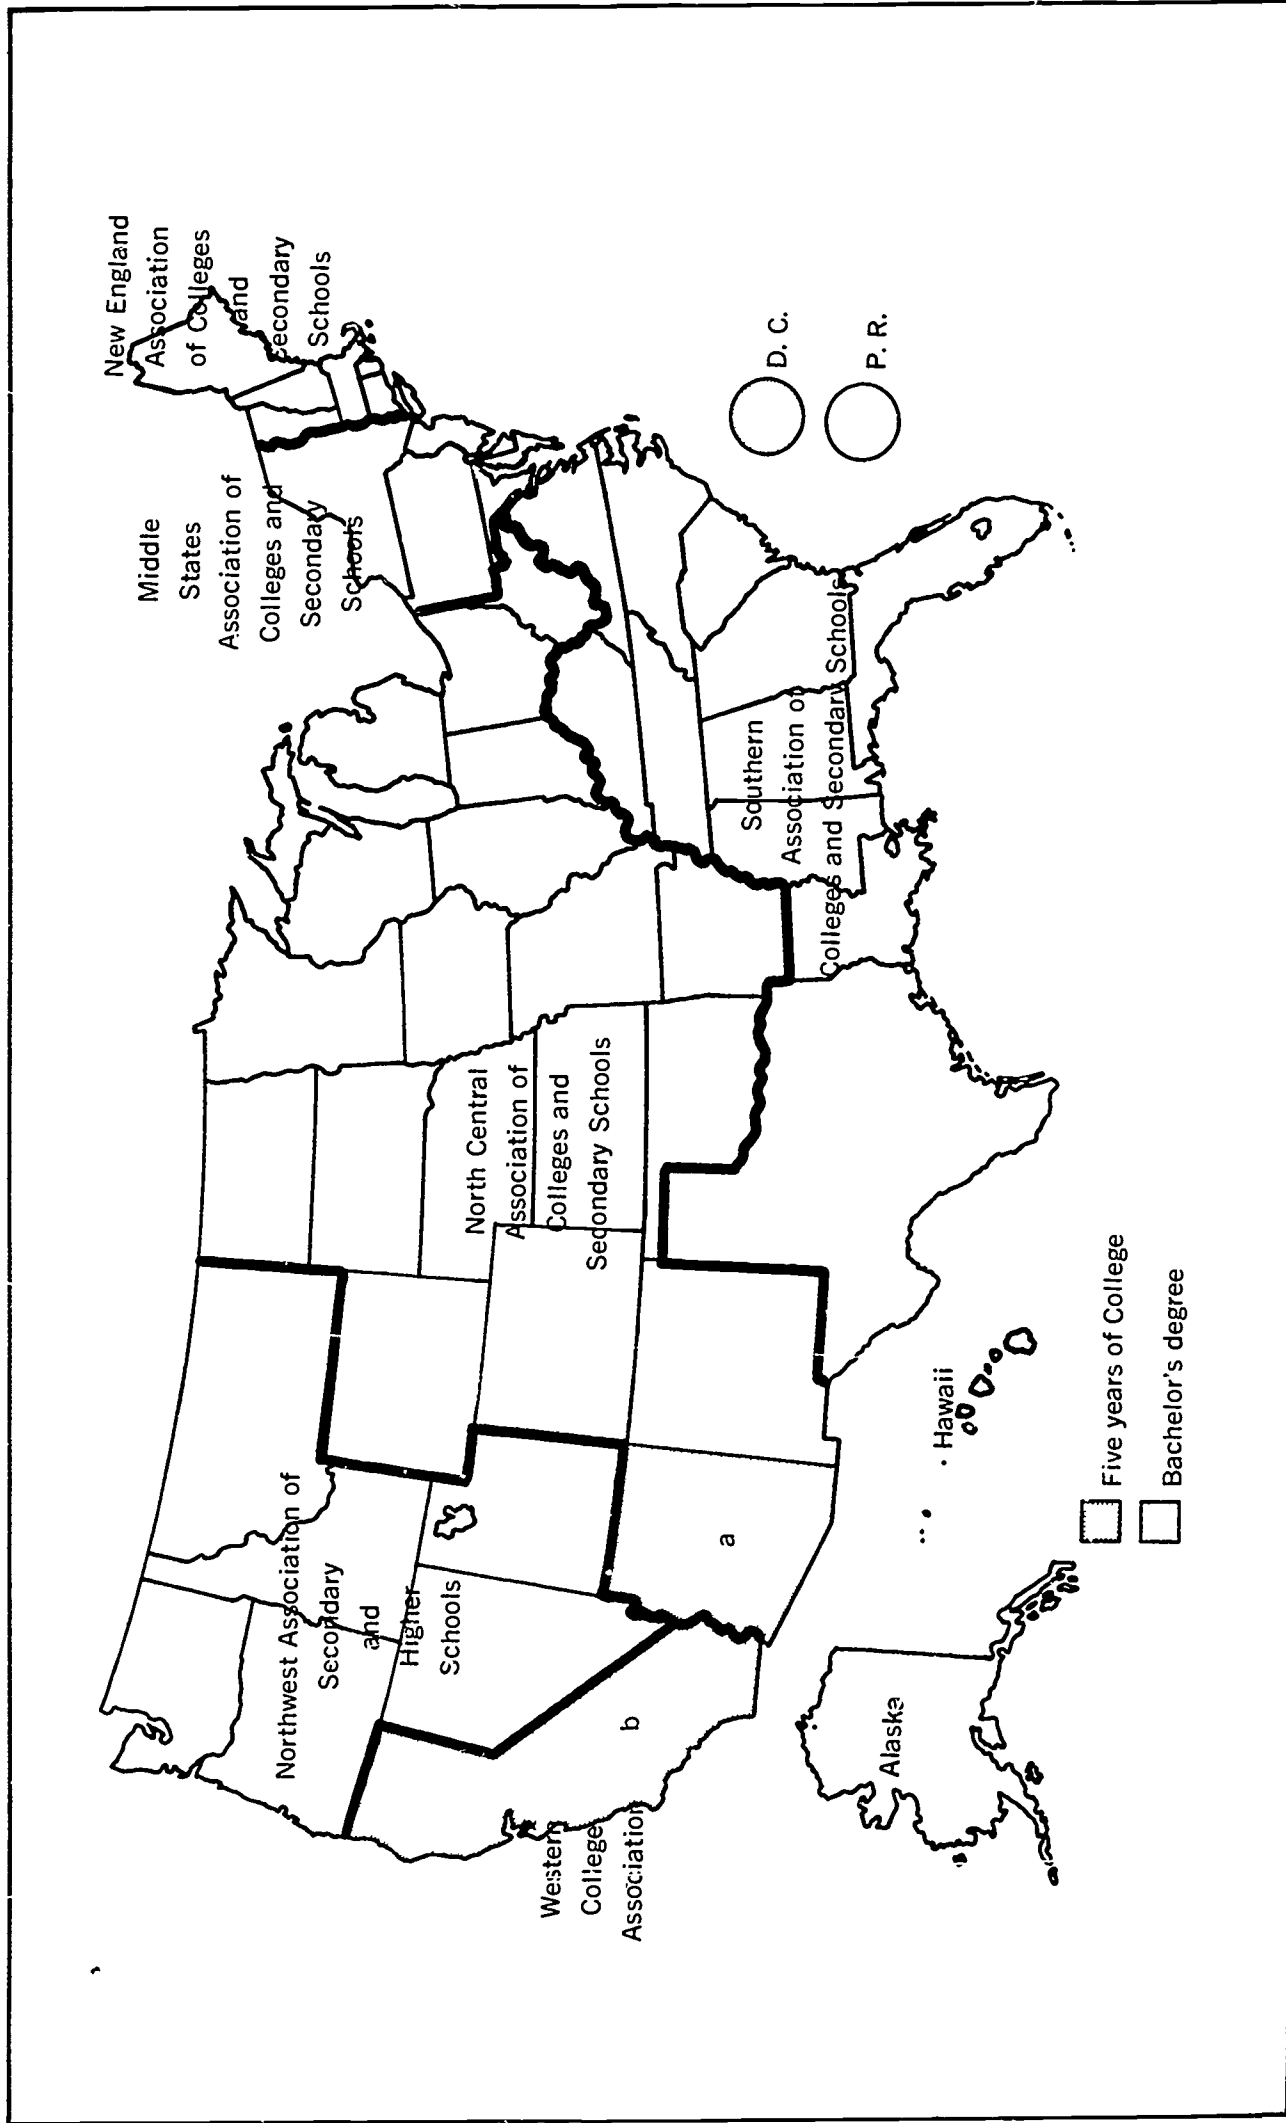 New England
Association
of Colleges
and
Secondary
Schools
Middle
States
Association of
Colleges and
Secondary
Schools
North Central
Association of
Colleges and
Secondary Schools
Northwest Association of
Secondary
and
Higher
Schools
Western
College
Association
Southern
Association of
Colleges and Secondary Schools
a
b
D. C.
P. R.
Hawaii
Alaska
Five years of College
Bachelor's degree